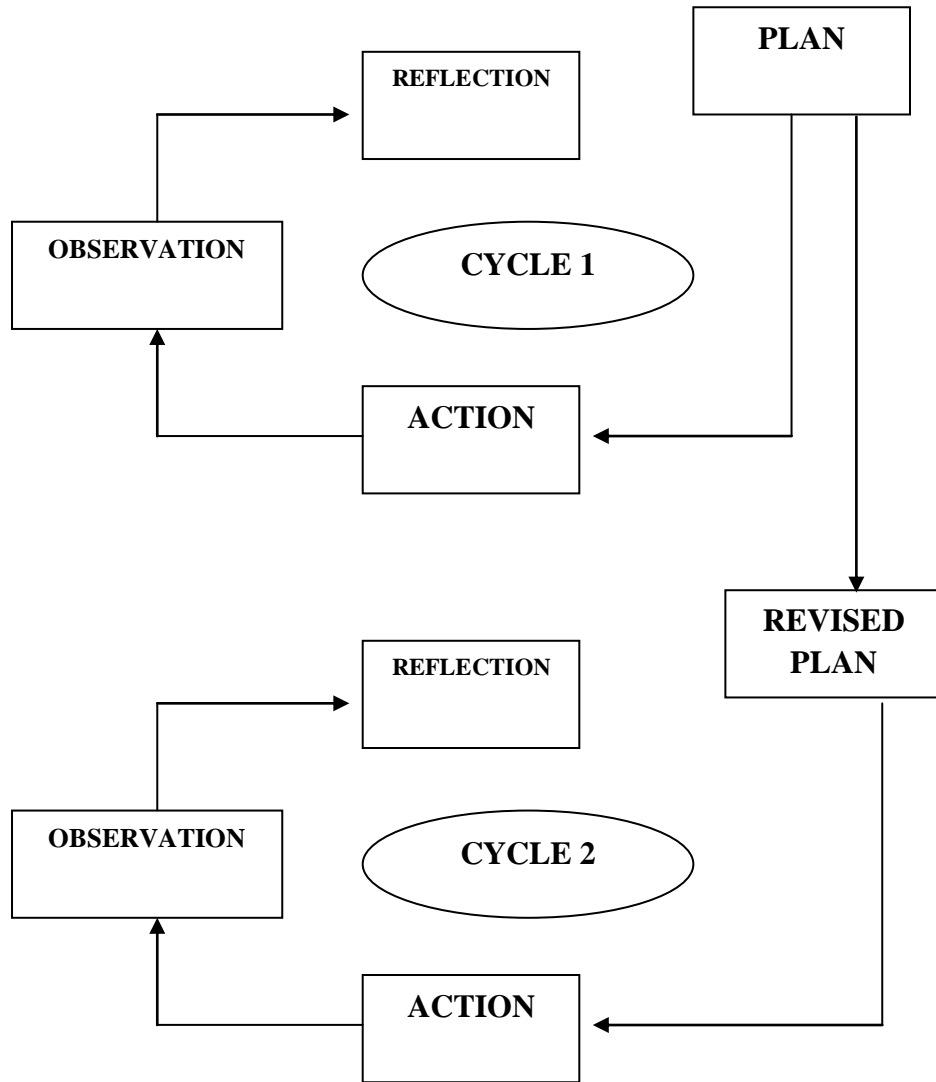 PLAN
REFLECTION
OBSERVATION
CYCLE 1
ACTION
REVISED
PLAN
REFLECTION
OBSERVATION
CYCLE 2
ACTION